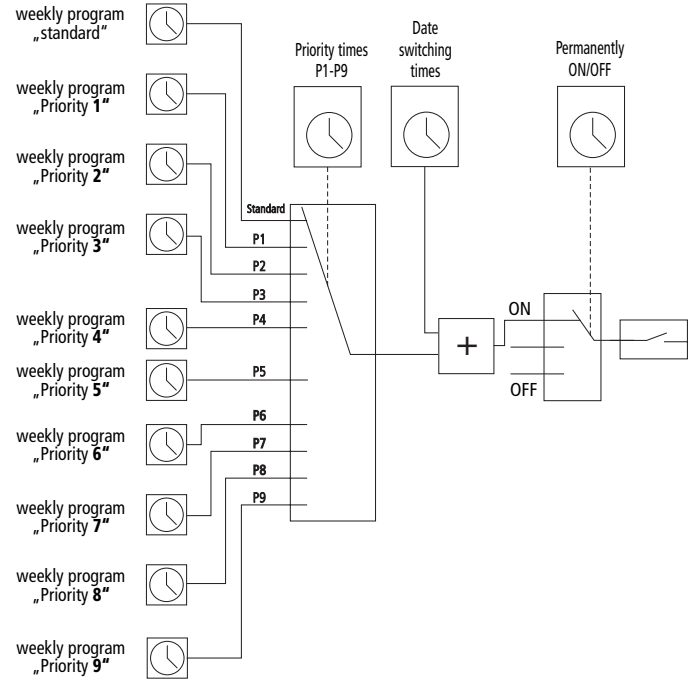 weekly program
„standard“
weekly program
„Priority 1“
weekly program
„Priority 2“
weekly program
„Priority 3“
weekly program
„Priority 4“
weekly program
„Priority 5“
weekly program
„Priority 6“
weekly program
„Priority 7“
weekly program
„Priority 8“
weekly program
„Priority 9“
Standard
P1
P2
P3
P4
P5
P6
P7
P8
P9
Priority times
P1-P9
Date
switching
times
Permanently
ON/OFF
+
ON
OFF